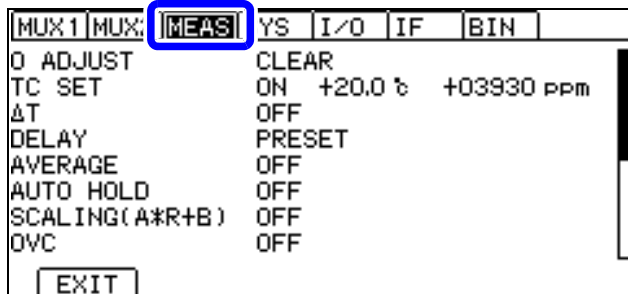 MUX1 MUX2 MEAS YS I/O IF BIN
0 ADJUST CLEAR
TC SET ON +20.0 ℃ +03930 ppm
ΔT OFF
DELAY PRESET
AVERAGE OFF
AUTO HOLD OFF
SCALING(A*R+B) OFF
OVC OFF
EXIT